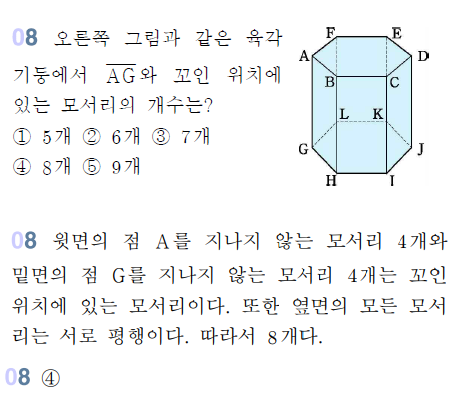 08 오른쪽 그림과 같은 육각
기둥에서 AG와 꼬인 위치에
있는 모서리의 개수는?
① 5개 ② 6개 ③ 7개
④ 8개 ⑤ 9개
F E
A D
B C
L K
G J
H I
08 윗면의 점 A를 지나지 않는 모서리 4개와
밑면의 점 G를 지나지 않는 모서리 4개는 꼬인
위치에 있는 모서리이다. 또한 옆면의 모든 모서
리는 서로 평행이다. 따라서 8개다.
08 ④